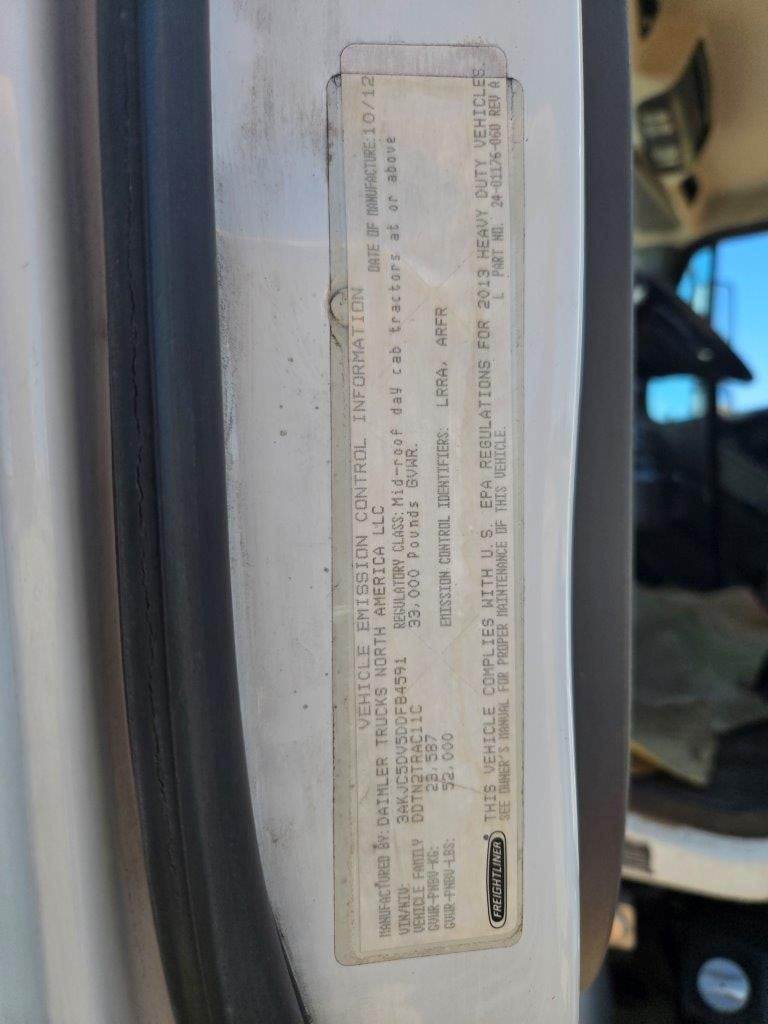 VEHICLE EMISSION CONTROL INFORMATION
DATE OF MANUFACTURE:10/12
MANUFACTURED BY: DAIMLER TRUCKS NORTH AMERICA LLC
VIN/NIV: 3AKJC5DV5DDFB4591
REGULATORY CLASS: Mid-roof day cab tractors at or above
33,000 Pounds GVWR.
VEHICLE FAMILY DDTN2TRAC11C
GVWR-PNBV-KG: 23,587
GVWR-PNBV-LBS: 52,000
EMISSION CONTROL IDENTIFIERS: LRRA, ARFR
FREIGHTLINER®
THIS VEHICLE COMPLIES WITH U.S. EPA REGULATIONS FOR 2013 HEAVY DUTY VEHICLES.
SEE OWNER'S MANUAL FOR PROPER MAINTENANCE OF THIS VEHICLE.
L PART NO. 24-01176-060 REV A